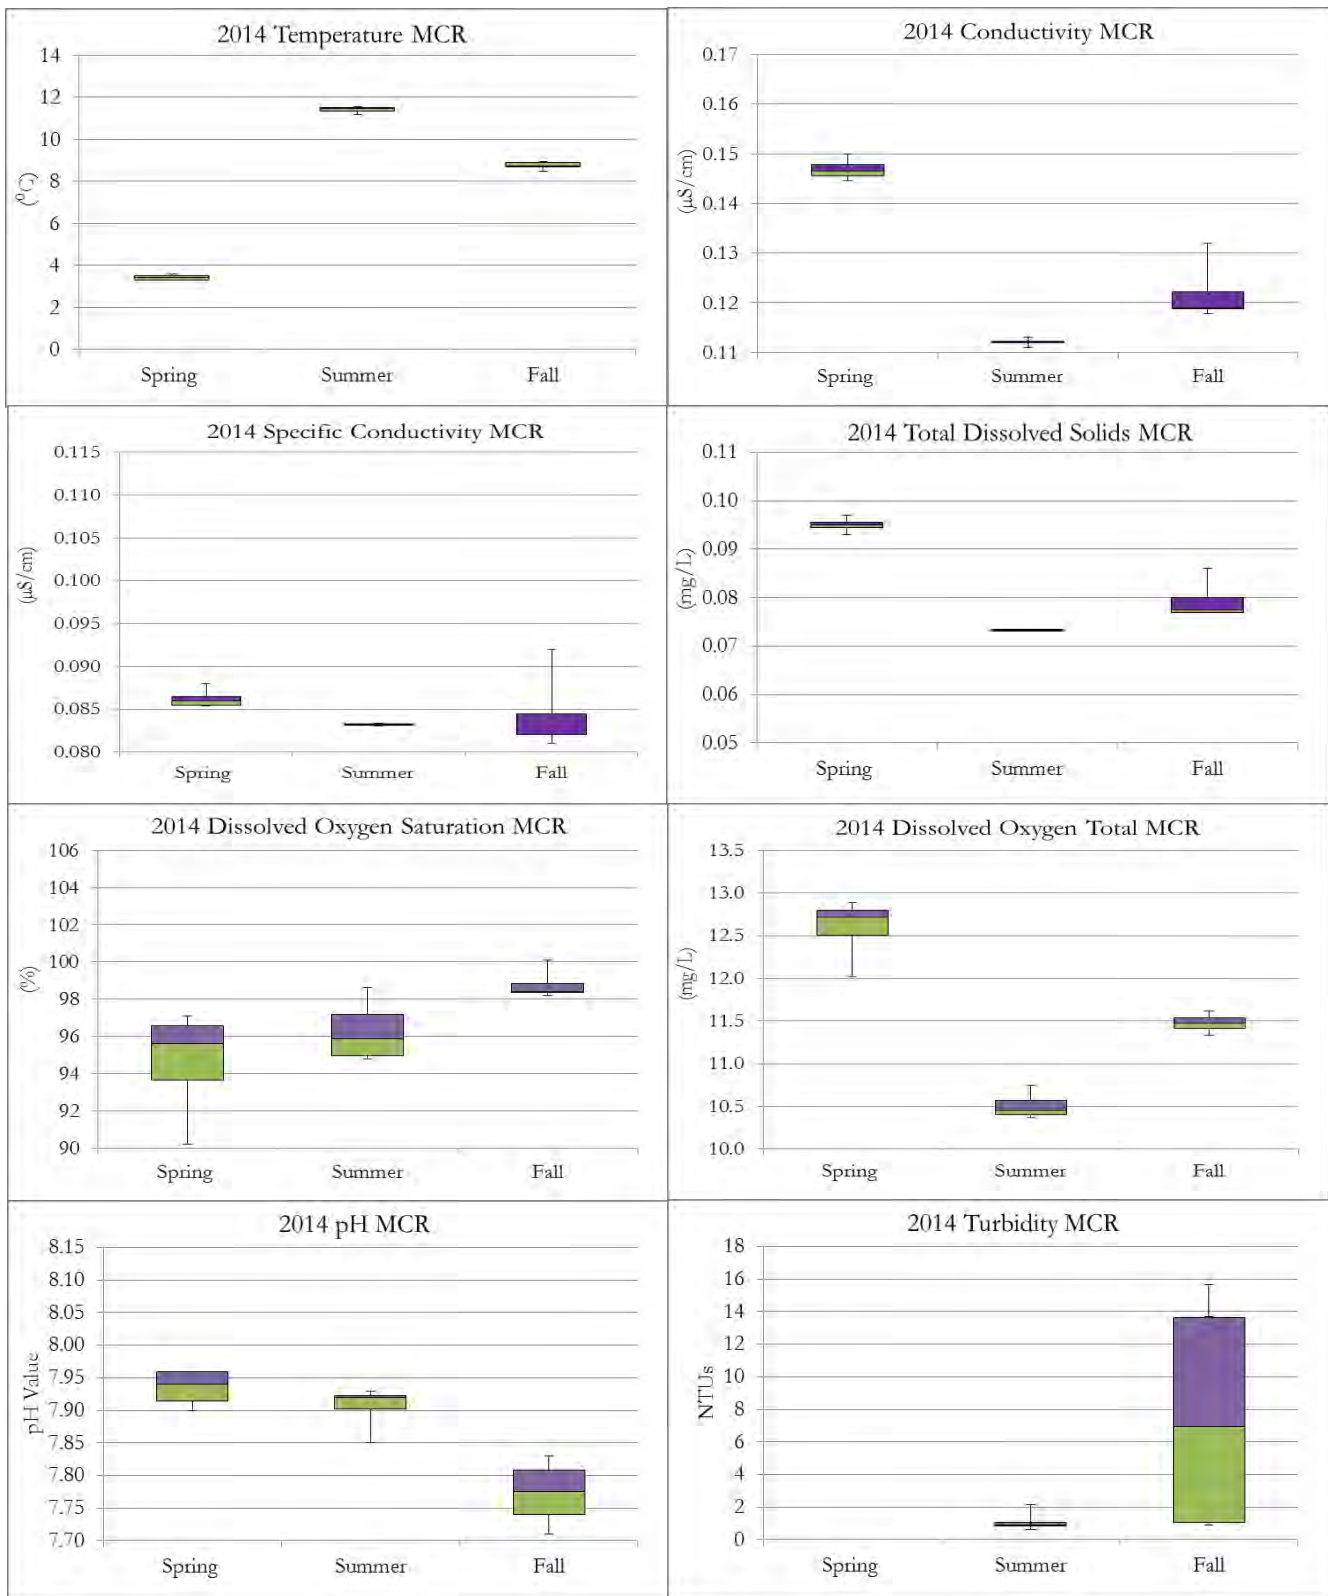 2014 Temperature MCR
14
12
10
8
6
4
2
0
(°C)
Spring Summer Fall
2014 Conductivity MCR
0.17
0.16
0.15
0.14
0.13
0.12
0.11
(µS/cm)
Spring Summer Fall
2014 Specific Conductivity MCR
0.115
0.110
0.105
0.100
0.095
0.090
0.085
0.080
(µS/cm)
Spring Summer Fall
2014 Total Dissolved Solids MCR
0.11
0.10
0.09
0.08
0.07
0.06
0.05
(mg/L)
Spring Summer Fall
2014 Dissolved Oxygen Saturation MCR
106
104
102
100
98
96
94
92
90
(%)
Spring Summer Fall
2014 Dissolved Oxygen Total MCR
13.5
13.0
12.5
12.0
11.5
11.0
10.5
10.0
(mg/L)
Spring Summer Fall
2014 pH MCR
8.15
8.10
8.05
8.00
7.95
7.90
7.85
7.80
7.75
7.70
pH Value
Spring Summer Fall
2014 Turbidity MCR
18
16
14
12
10
8
6
4
2
0
NTUs
Spring Summer Fall